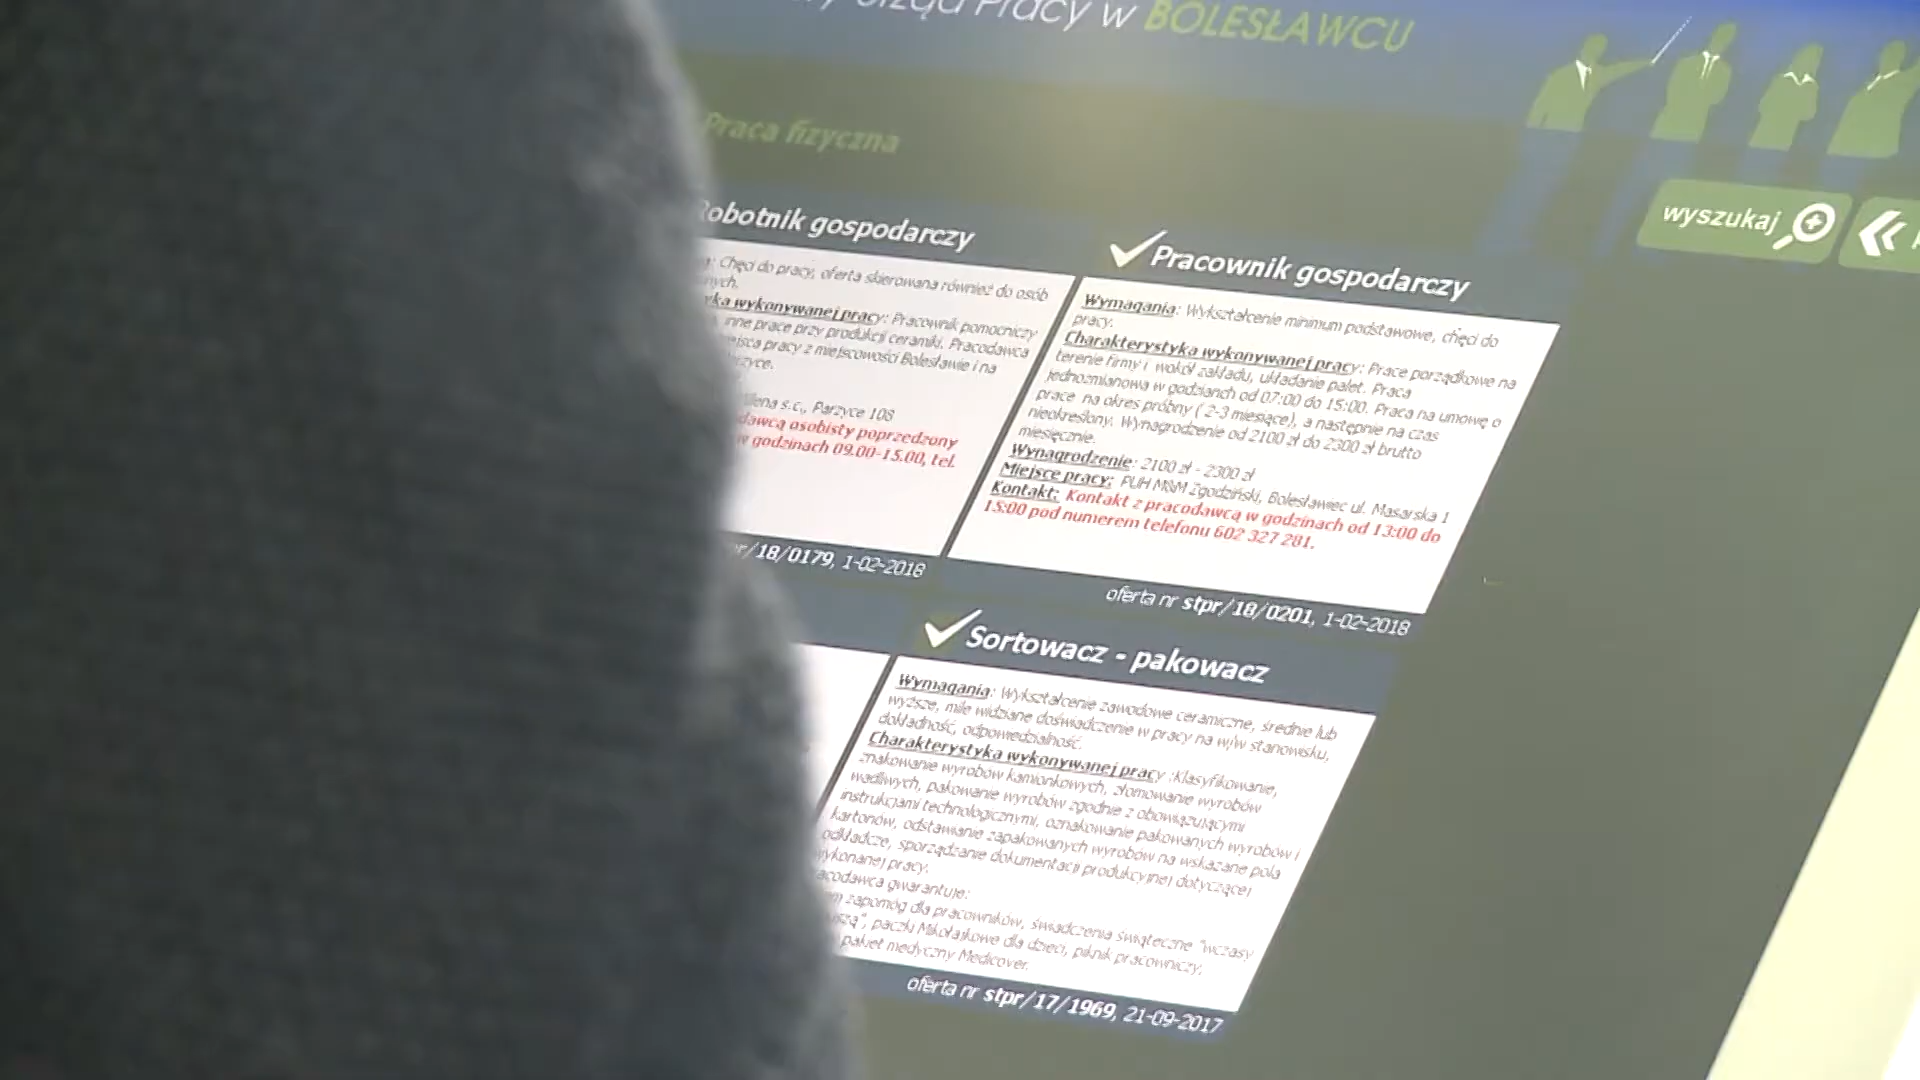 Urząd Pracy w BOLESŁAWCU
Praca fizyczna
wyszukaj
Robotnik gospodarczy
Chęci do pracy, oferta skierowana również do osób
wykonywanej pracy: Pracownik pomocniczy
inne prace przy produkcji ceramiki. Pracodawca
pracy z miejscowości Bolesławie i na
s.c., Parzyce 108
osobisty poprzedzony
w godzinach 09.00-15.00, tel.
/18/0179, 1-02-2018
Pracownik gospodarczy
Wymagania: Wykształcenie minimum podstawowe, chęci do
pracy.
Charakterystyka wykonywanej pracy: Prace porządkowe na
terenie firmy i wokół zakładu, układanie palet. Praca
jednozmianowa w godzianch od 07:00 do 15:00. Praca na umowę o
prace na okres próbny ( 2-3 miesiące), a następnie na czas
nieokreślony. Wynagrodzenie od 2100 zł do 2300 zł brutto
miesięcznie.
Wynagrodzenie: 2100 zł - 2300 zł
Miejsce pracy: PUH M&M Zgodziński, Bolesławiec ul. Masarska 1
Kontakt: Kontakt z pracodawcą w godzinach od 13:00 do
15:00 pod numerem telefonu 602 327 281.
oferta nr stpr/18/0201, 1-02-2018
Sortowacz - pakowacz
Wymagania: Wykształcenie zawodowe ceramiczne, średnie lub
wyższe, mile widziane doświadczenie w pracy na w/w stanowisku,
dokładność, odpowiedzialność.
Charakterystyka wykonywanej pracy :Klasyfikowanie,
znakowanie wyrobów kamionkowych, złomowanie wyrobów
wadliwych, pakowanie wyrobów zgodnie z obowiązującymi
instrukcjami technologicznymi, oznakowanie pakowanych wyrobów i
kartonów, odstawianie zapakowanych wyrobów na wskazane pola
odkładcze, sporządzanie dokumentacji produkcyjnej dotyczącej
wykonanej pracy.
Pracodawca gwarantuje:
zapomóg dla pracowników, świadczenia świąteczne "wczasy
paczki Mikołajkowe dla dzieci, piknik pracowniczy,
pakiet medyczny Medicover.
oferta nr stpr/17/1969, 21-09-2017